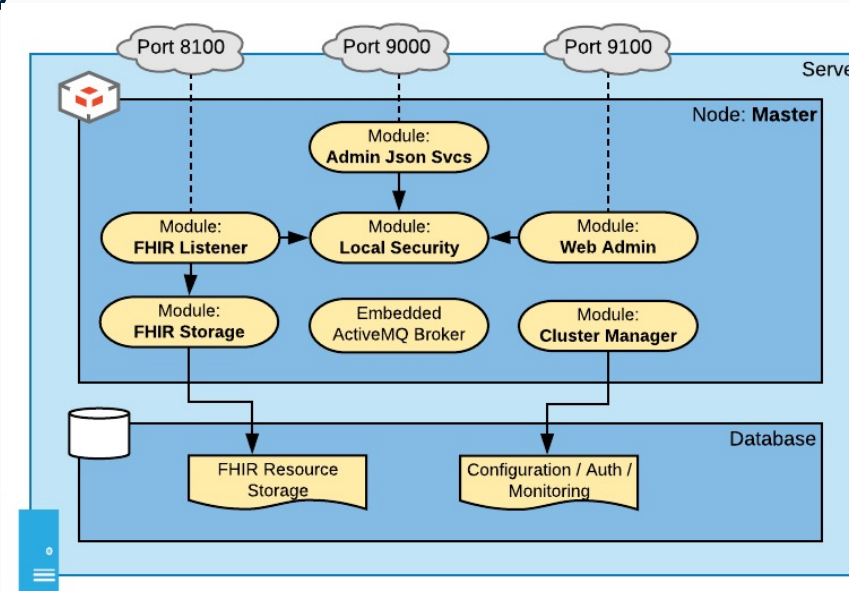 Port 8100
Port 9000
Port 9100
Serve
Node: Master
Module:
Admin Json Svcs
Module:
FHIR Listener
Module:
Local Security
Module:
Web Admin
Module:
FHIR Storage
Embedded
ActiveMQ Broker
Module:
Cluster Manager
Database
FHIR Resource
Storage
Configuration / Auth /
Monitoring